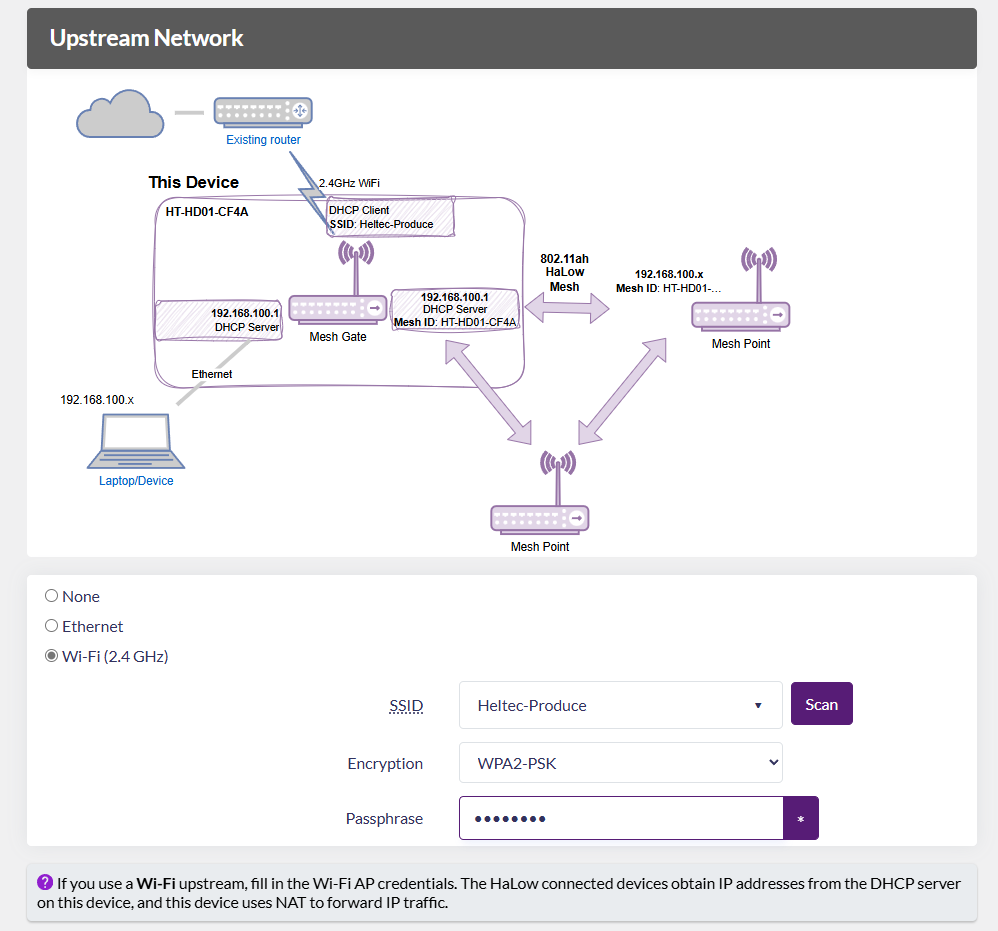 Upstream Network
Existing router
This Device
2.4GHz WiFi
HT-HD01-CF4A
DHCP Client
SSID: Heltec-Produce
802.11ah
HaLow
Mesh
192.168.100.x
Mesh ID: HT-HD01-...
192.168.100.1
DHCP Server
Mesh ID: HT-HD01-CF4A
192.168.100.1
DHCP Server
Mesh Gate
Mesh Point
Ethernet
192.168.100.x
Laptop/Device
Mesh Point
None
Ethernet
Wi-Fi (2.4 GHz)
SSID
Heltec-Produce
Scan
Encryption
WPA2-PSK
Passphrase
••••••••
*
? If you use a Wi-Fi upstream, fill in the Wi-Fi AP credentials. The HaLow connected devices obtain IP addresses from the DHCP server
on this device, and this device uses NAT to forward IP traffic.